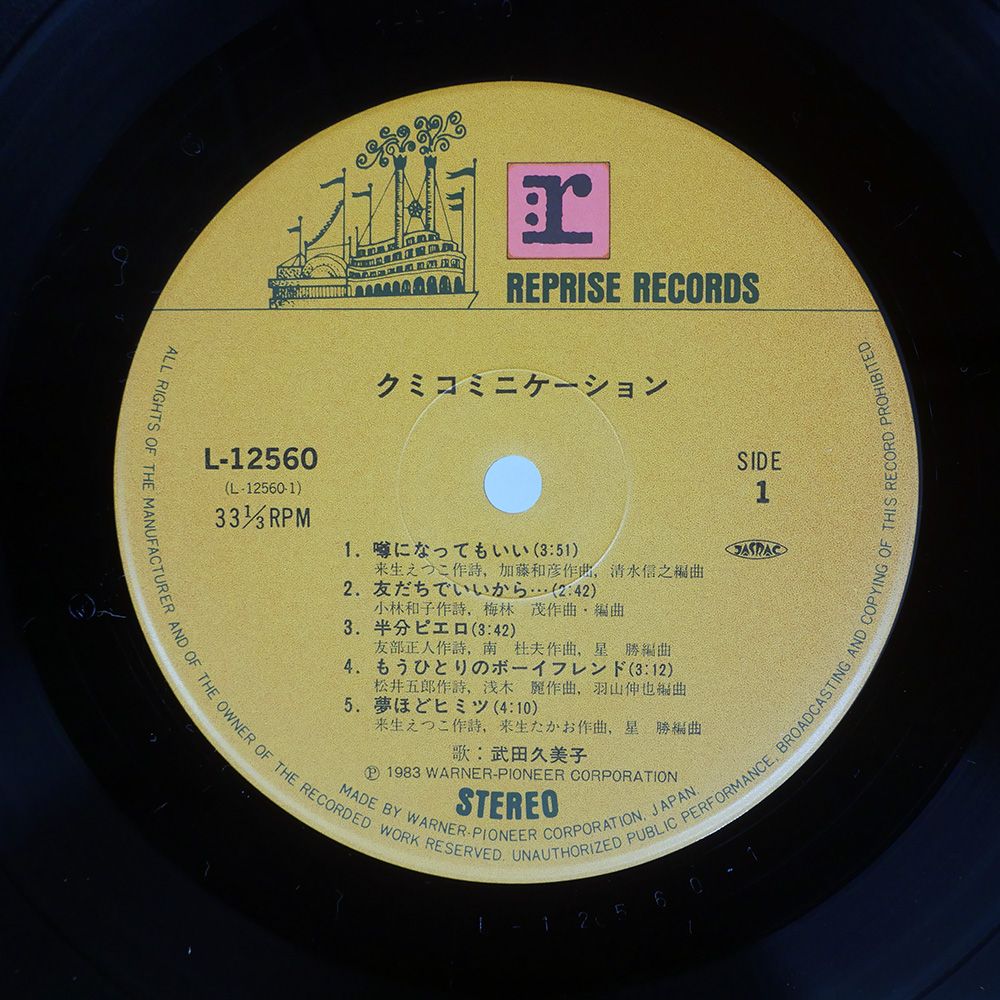 r
REPRISE RECORDS
クミコミニケーション
L-12560
(L-12560-1)
33⅓RPM
SIDE
1
JASRAC
1. 噂になってもいい(3:51)
来生えつこ作詩, 加藤和彦作曲, 清水信之編曲
2. 友だちでいいから…(2:42)
小林和子作詩, 梅林 茂作曲・編曲
3. 半分ピエロ(3:42)
友部正人作詩, 南 杜夫作曲, 星 勝編曲
4. もうひとりのボーイフレンド(3:12)
松井五郎作詩, 浅木 麗作曲, 羽山伸也編曲
5. 夢ほどヒミツ(4:10)
来生えつこ作詩, 来生たかお作曲, 星 勝編曲
歌：武田久美子
Ⓟ 1983 WARNER-PIONEER CORPORATION
STEREO
MADE BY WARNER-PIONEER CORPORATION, JAPAN.
ALL RIGHTS OF THE MANUFACTURER AND OF THE OWNER OF THE RECORDED WORK RESERVED. UNAUTHORIZED PUBLIC PERFORMANCE, BROADCASTING AND COPYING OF THIS RECORD PROHIBITED